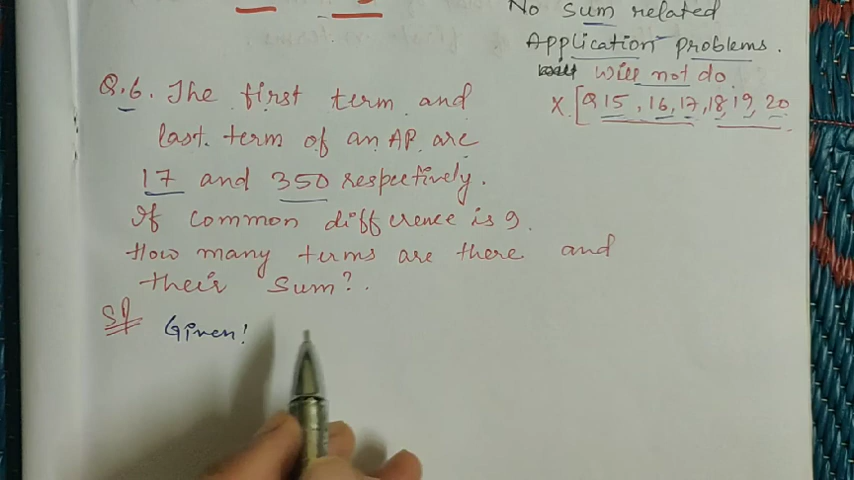 No sum related
Application problems.
will not do.
X [Q 15, 16, 17, 18 19, 20
Q.6. The first term and
last term of an AP are
17 and 350 respectively.
If common difference is 9.
How many terms are there and
their sum?.
Sol
Given!